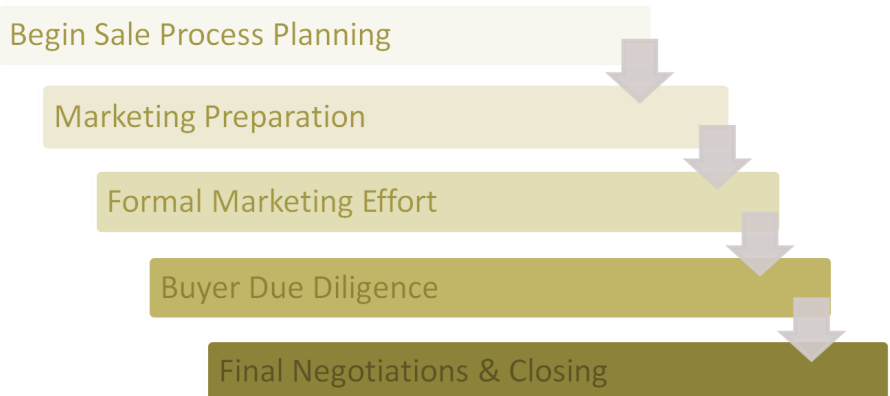 Begin Sale Process Planning
Marketing Preparation
Formal Marketing Effort
Buyer Due Diligence
Final Negotiations & Closing